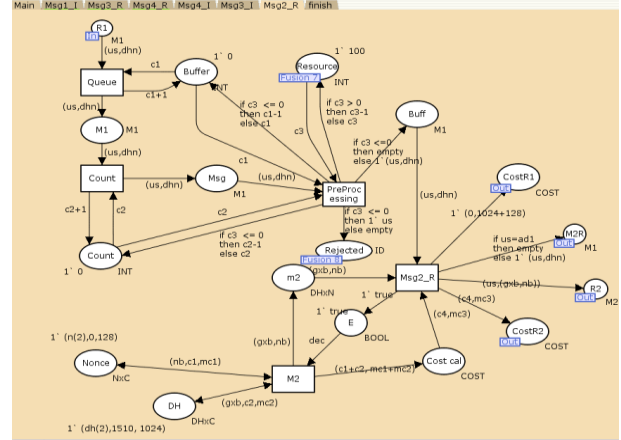 Main Msg1_I Msg3_R Msg4_R Msg4_I Msg3_I Msg2_R finish
R1
In
M1
(us,dhn)
Queue
c1
c1+1
Buffer
1` 0
INT
Resource
1` 100
Fusion 7
INT
(us,dhn)
M1
M1
(us,dhn)
if c3 <= 0
then c1-1
else c1
c3
if c3 > 0
then c3-1
else c3
Buff
M1
if c3 <=0
then empty
else 1` (us,dhn)
Count
(us,dhn)
Msg
M1
c1
(us,dhn)
PreProc
essing
(us,dhn)
CostR1
Out
COST
1` (0,1024+128)
c2+1
c2
c2
if c3 <= 0
then c2-1
else c2
if c3 <= 0
then 1` us
else empty
Count
1` 0
INT
Rejected
ID
Fusion 8
if us=ad1
then empty
else 1` (us,dhn)
M2R
Out
M1
m2
(gxb,nb)
DHxN
Msg2_R
(us,(gxb,nb))
R2
Out
M2
1` true
1` true
E
BOOL
(c4,mc3)
(c4,mc3)
CostR2
Out
COST
(gxb,nb)
dec
1` (n(2),0,128)
Nonce
NxC
(nb,c1,mc1)
M2
(c1+c2, mc1+mc2)
Cost cal
COST
DH
(gxb,c2,mc2)
DHxC
1` (dh(2),1510, 1024)